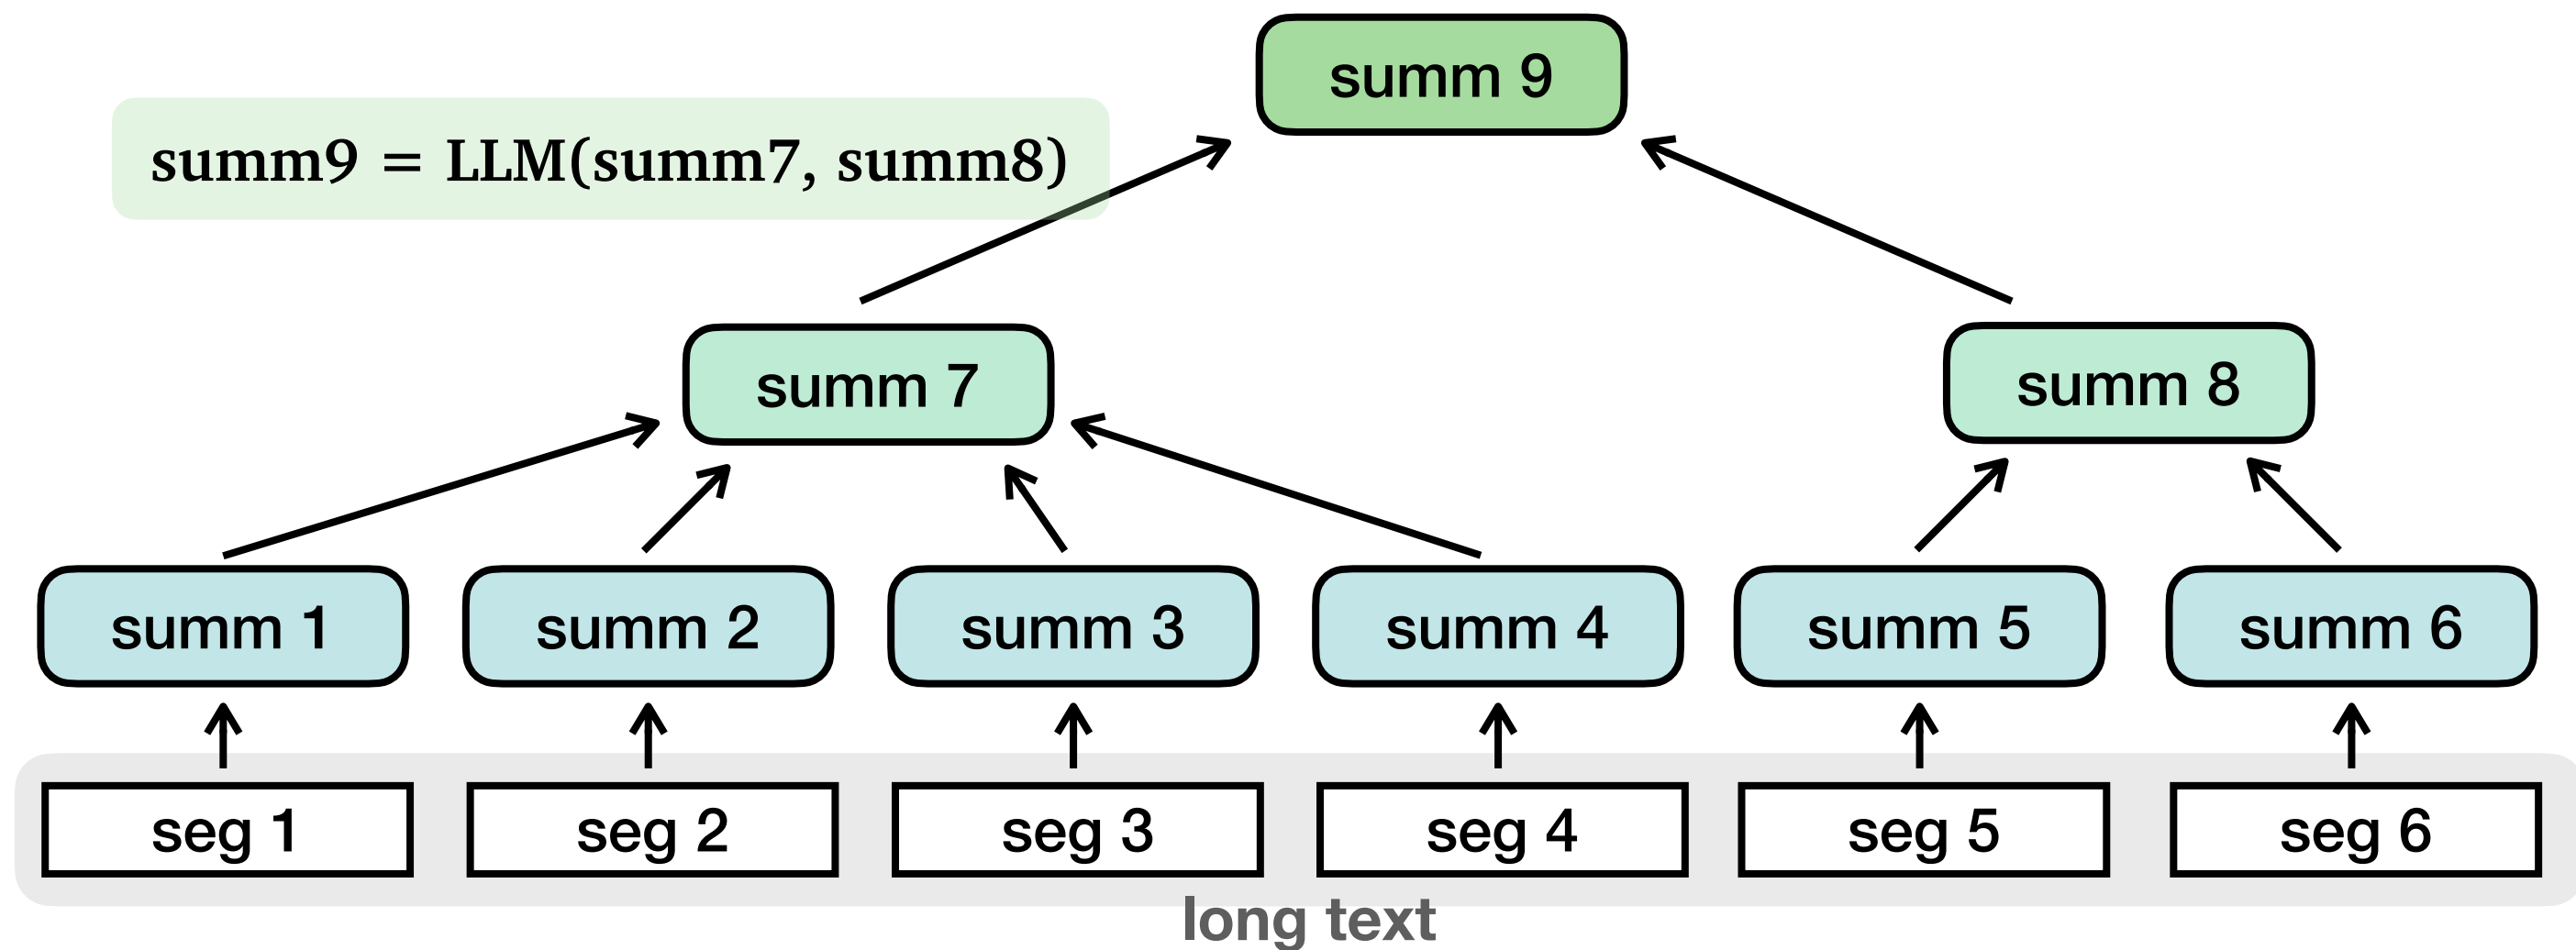 summ 9
summ9 = LLM(summ7, summ8)
summ 7
summ 8
summ 1
summ 2
summ 3
summ 4
summ 5
summ 6
seg 1
seg 2
seg 3
seg 4
seg 5
seg 6
long text